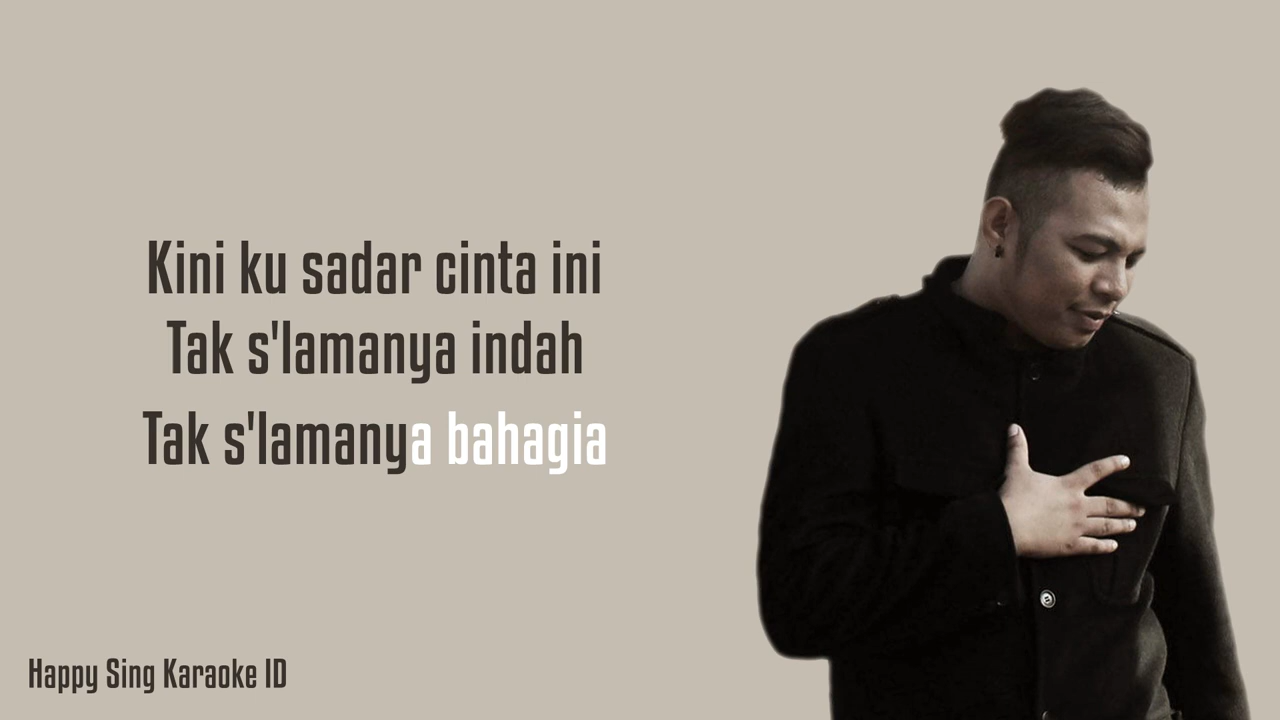 Kini ku sadar cinta ini
Tak s'lamanya indah
Tak s'lamanya bahagia
Happy Sing Karaoke ID